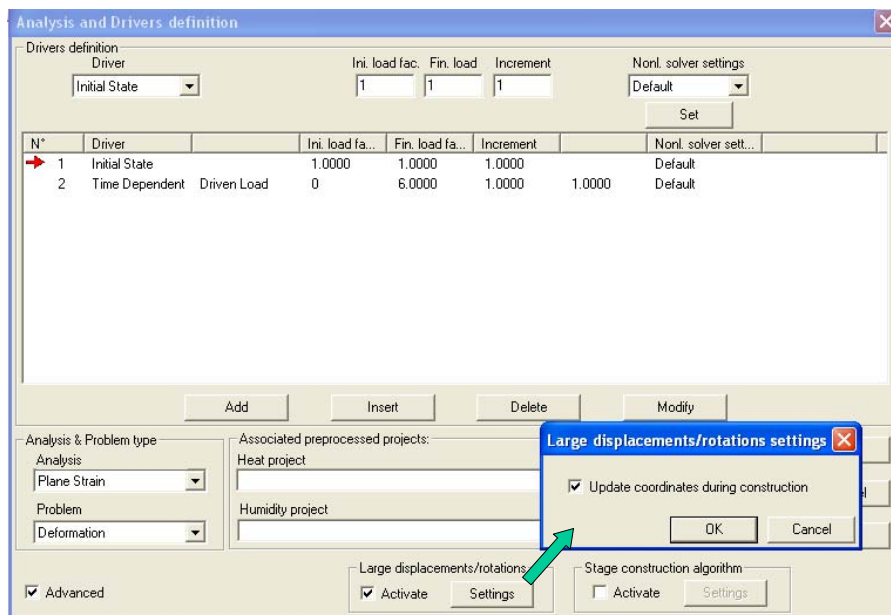 Analysis and Drivers definition
Drivers definition
Driver Ini. load fac. Fin. load Increment Nonl. solver settings
Initial State 1 1 1 Default
Set
N° Driver Ini. load fa... Fin. load fa... Increment Nonl. solver sett...
1 Initial State 1.0000 1.0000 1.0000 Default
2 Time Dependent Driven Load 0 6.0000 1.0000 1.0000 Default
Add Insert Delete Modify
Analysis & Problem type Associated preprocessed projects: Large displacements/rotations settings
Analysis Heat project
Plane Strain Update coordinates during construction
Problem Humidity project
Deformation OK Cancel
Large displacements/rotations Stage construction algorithm
Advanced Activate Settings Activate Settings